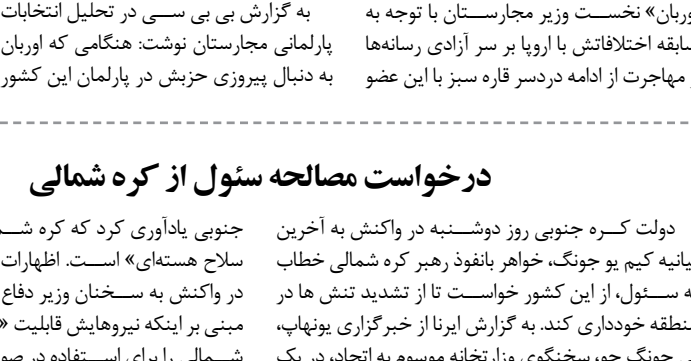 وربان» نخست وزیر مجارستان با توجه به
سابقه اختلافاتش با اروپا بر سر آزادی رسانه‌ها
مهاجرت از ادامه دردسر قاره سبز با این عضو
به گزارش بی بی سی در تحلیل انتخابات
پارلمانی مجارستان نوشت: هنگامی که اوربان
به دنبال پیروزی حزبش در پارلمان این کشور
درخواست مصالحه سئول از کره شمالی
دولت کره جنوبی روز دوشنبه در واکنش به آخرین
بیانیه کیم یو جونگ، خواهر بانفوذ رهبر کره شمالی خطاب
به سئول، از این کشور خواست تا از تشدید تنش ها در
منطقه خودداری کند. به گزارش ایرنا از خبرگزاری یونهاپ،
جونگ جو، سخنگوی وزارتخانه موسوم به اتحاد، در یک
جنوبی یادآوری کرد که کره شم
سلاح هسته‌ای» است. اظهارات
در واکنش به سخنان وزیر دفاع
مبنی بر اینکه نیروهایش قابلیت «
شمالی را برای استفاده در صو